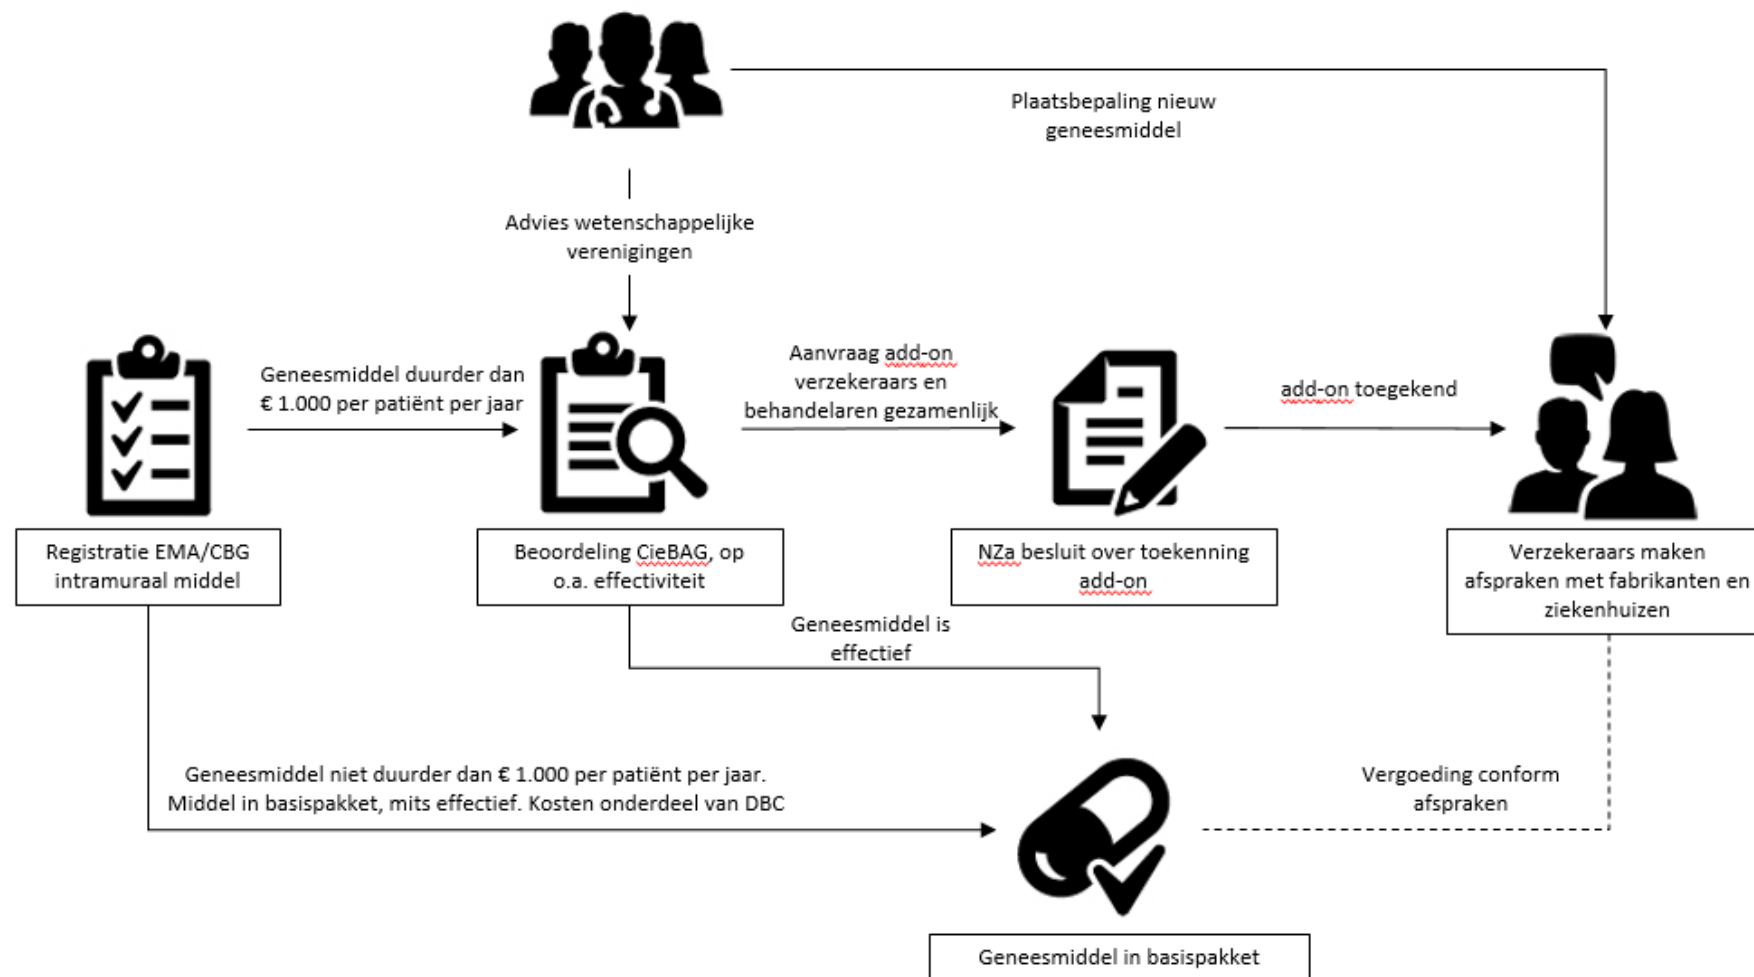 Plaatsbepaling nieuw
geneesmiddel
Advies wetenschappelijke
verenigingen
Geneesmiddel duurder dan
€ 1.000 per patiënt per jaar
Aanvraag add-on
verzekeraars en
behandelaren gezamenlijk
add-on toegekend
Registratie EMA/CBG
intramuraal middel
Beoordeling CieBAG, op
o.a. effectiviteit
NZa besluit over toekenning
add-on
Verzekeraars maken
afspraken met fabrikanten en
ziekenhuizen
Geneesmiddel is
effectief
Geneesmiddel niet duurder dan € 1.000 per patiënt per jaar.
Middel in basispakket, mits effectief. Kosten onderdeel van DBC
Vergoeding conform
afspraken
Geneesmiddel in basispakket